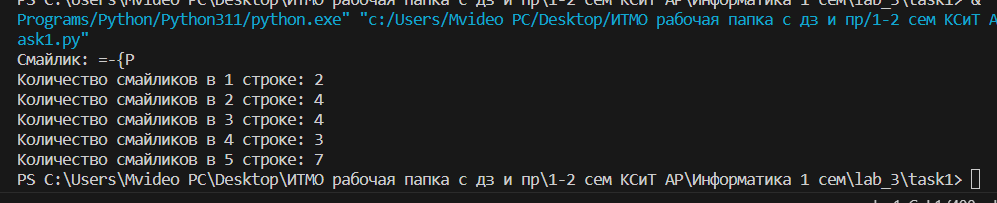 PS C:\Users\Mvideo PC\Desktop\ИТМО рабочая папка с дз и пр\1-2 сем КСиТ АР\Информатика 1 сем\lab_3\task1> &
Programs/Python/Python311/python.exe" "c:/Users/Mvideo PC/Desktop/ИТМО рабочая папка с дз и пр/1-2 сем КСиТ А
ask1.py"
Смайлик: =-{P
Количество смайликов в 1 строке: 2
Количество смайликов в 2 строке: 4
Количество смайликов в 3 строке: 4
Количество смайликов в 4 строке: 3
Количество смайликов в 5 строке: 7
PS C:\Users\Mvideo PC\Desktop\ИТМО рабочая папка с дз и пр\1-2 сем КСиТ АР\Информатика 1 сем\lab_3\task1>